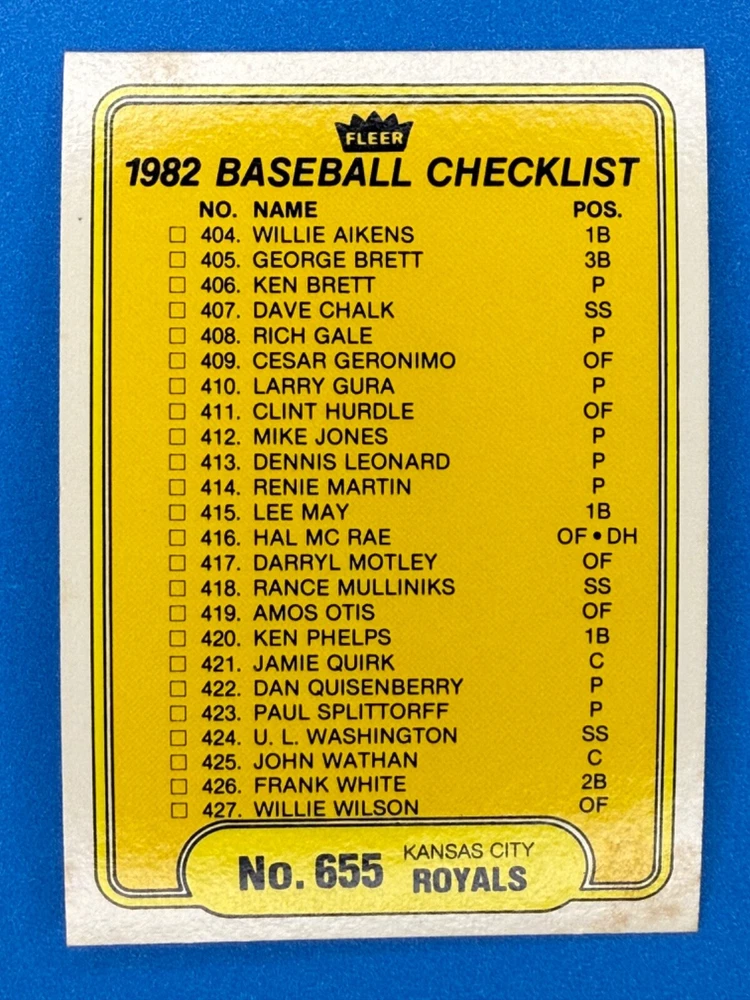 FLEER
1982 BASEBALL CHECKLIST
NO. NAME POS.
404. WILLIE AIKENS 1B
405. GEORGE BRETT 3B
406. KEN BRETT P
407. DAVE CHALK SS
408. RICH GALE P
409. CESAR GERONIMO OF
410. LARRY GURA P
411. CLINT HURDLE OF
412. MIKE JONES P
413. DENNIS LEONARD P
414. RENIE MARTIN P
415. LEE MAY 1B
416. HAL MC RAE OF • DH
417. DARRYL MOTLEY OF
418. RANCE MULLINIKS SS
419. AMOS OTIS OF
420. KEN PHELPS 1B
421. JAMIE QUIRK C
422. DAN QUISENBERRY P
423. PAUL SPLITTORFF P
424. U. L. WASHINGTON SS
425. JOHN WATHAN C
426. FRANK WHITE 2B
427. WILLIE WILSON OF
No. 655 KANSAS CITY
ROYALS